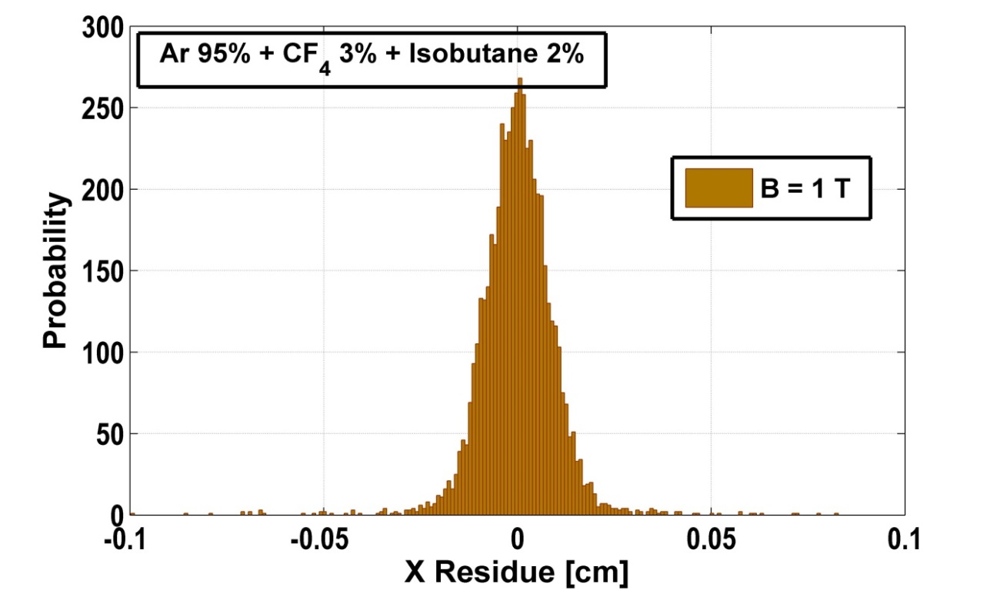 300
Ar 95% + CF4 3% + Isobutane 2%
250
B = 1 T
200
Probability
150
100
50
0
-0.1 -0.05 0 0.05 0.1
X Residue [cm]